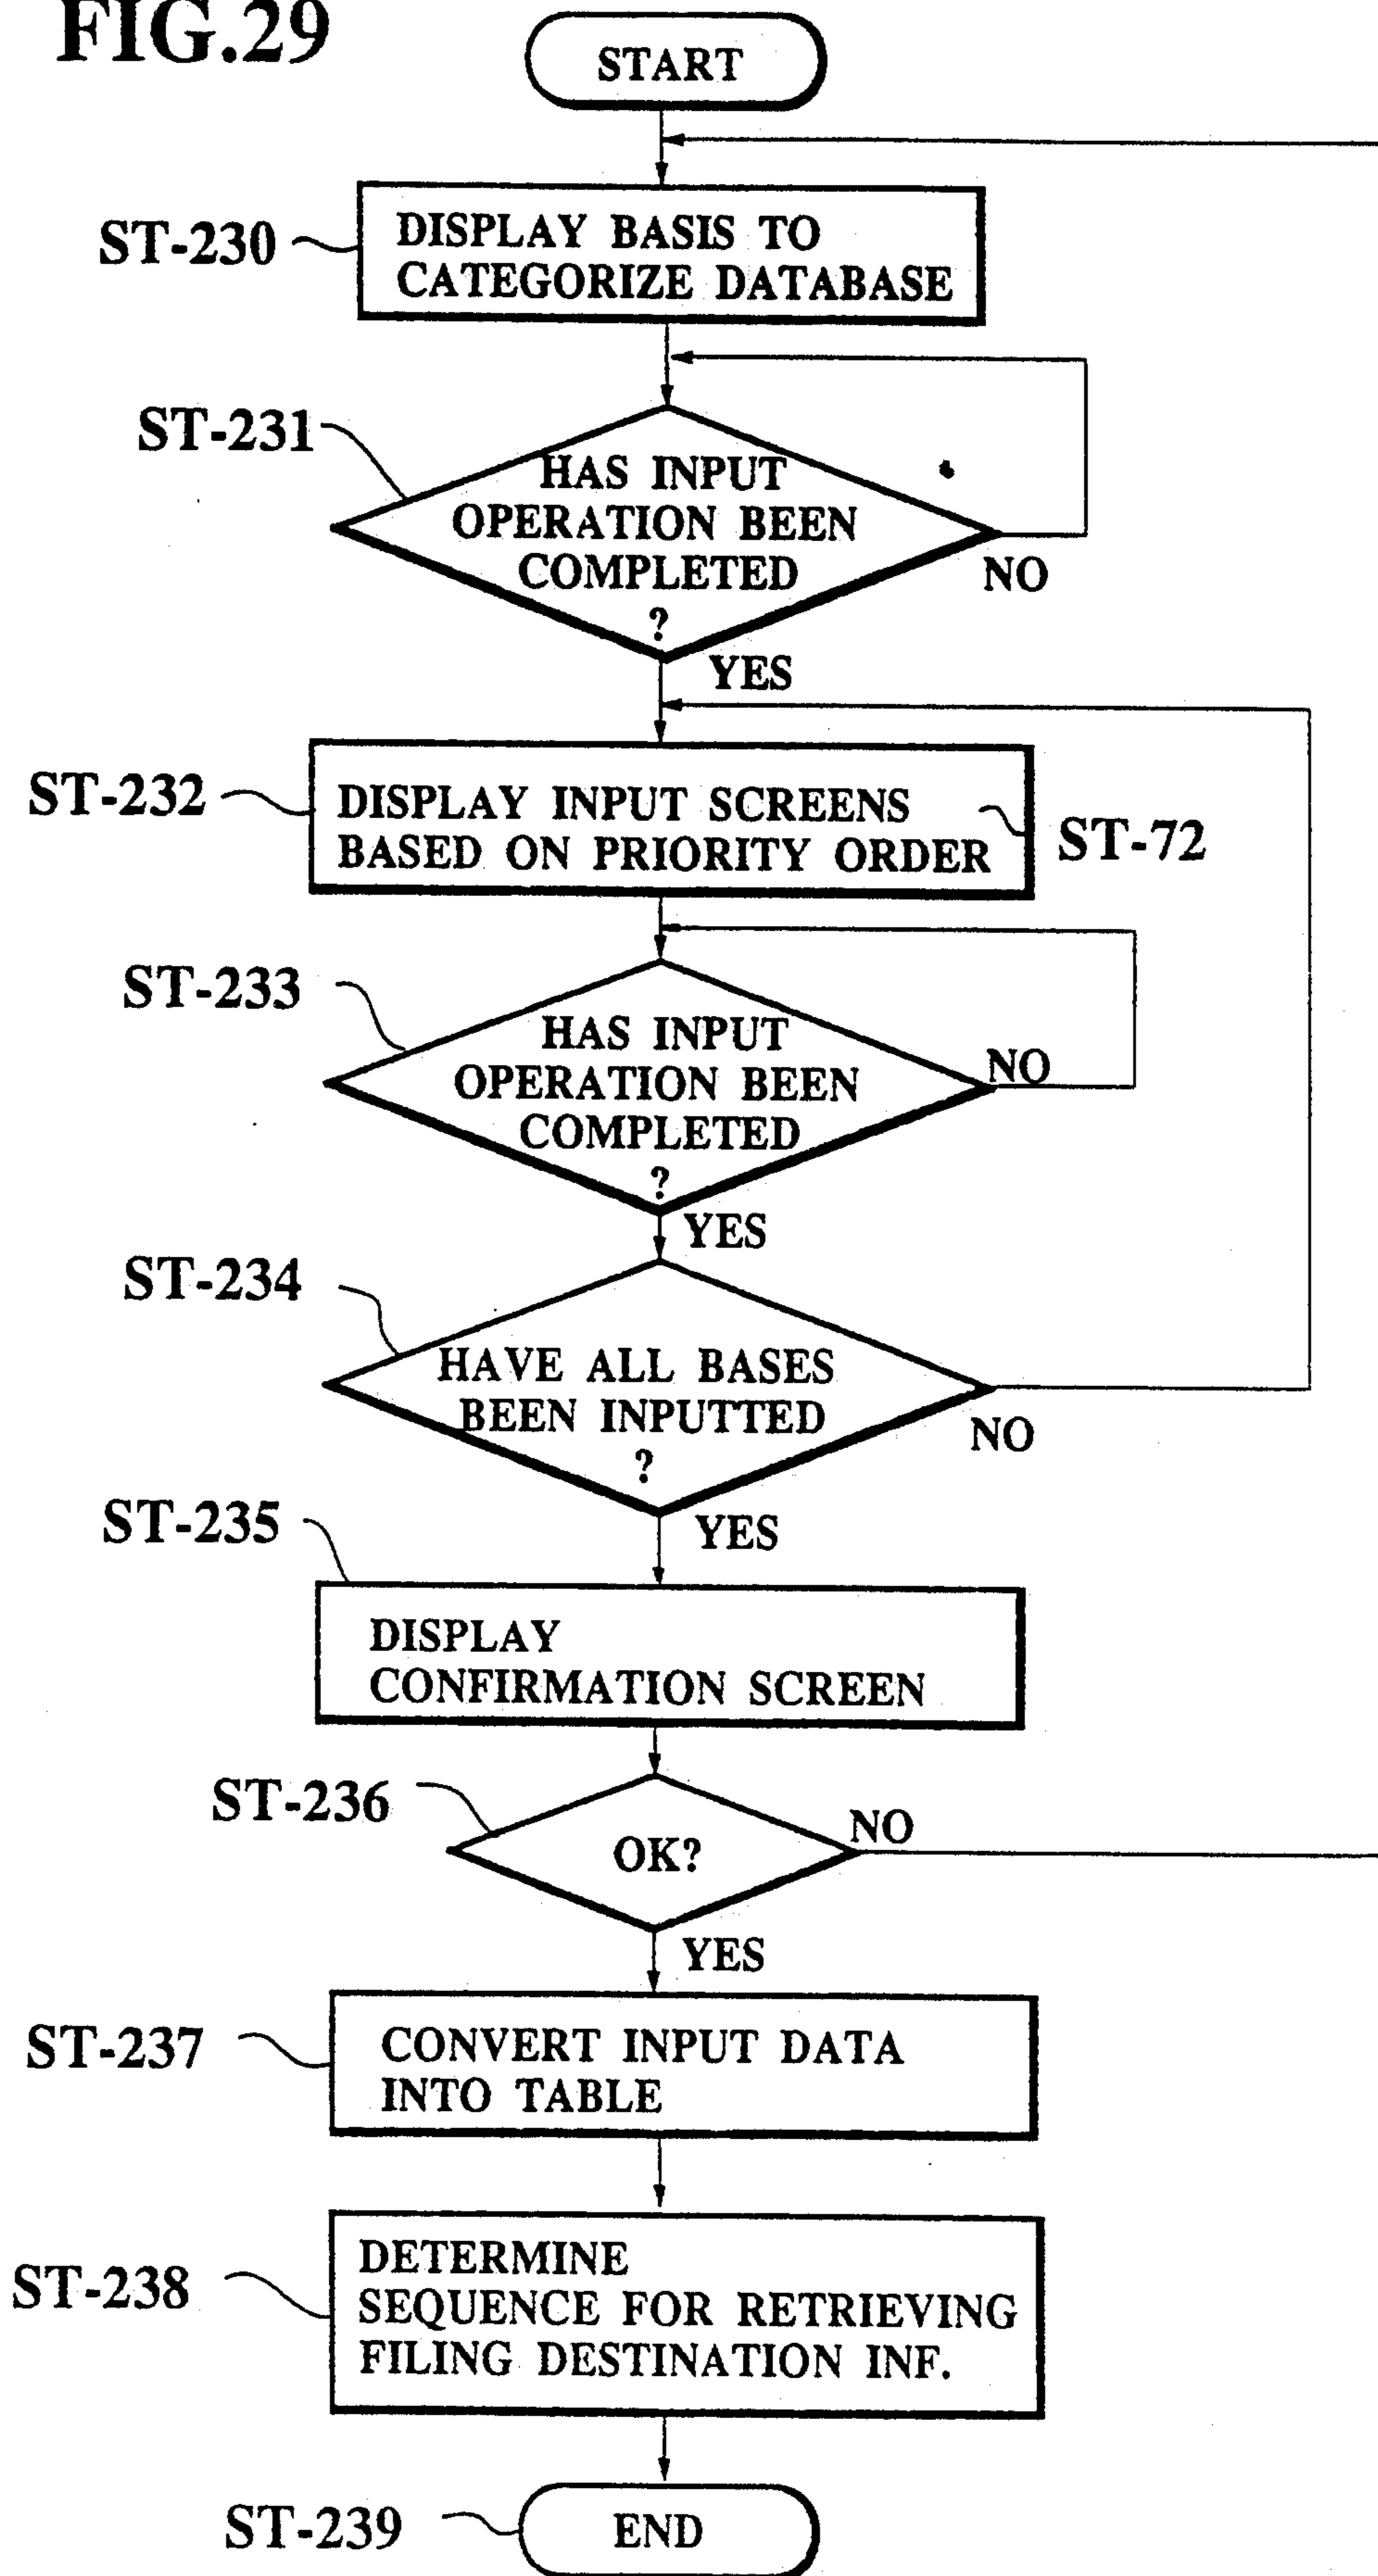 FIG.29
START
ST-230
DISPLAY BASIS TO
CATEGORIZE DATABASE
ST-231
HAS INPUT
OPERATION BEEN
COMPLETED
?
NO
YES
ST-232
DISPLAY INPUT SCREENS
BASED ON PRIORITY ORDER
ST-72
ST-233
HAS INPUT
OPERATION BEEN
COMPLETED
?
NO
YES
ST-234
HAVE ALL BASES
BEEN INPUTTED
?
NO
YES
ST-235
DISPLAY
CONFIRMATION SCREEN
ST-236
OK?
NO
YES
ST-237
CONVERT INPUT DATA
INTO TABLE
ST-238
DETERMINE
SEQUENCE FOR RETRIEVING
FILING DESTINATION INF.
ST-239
END